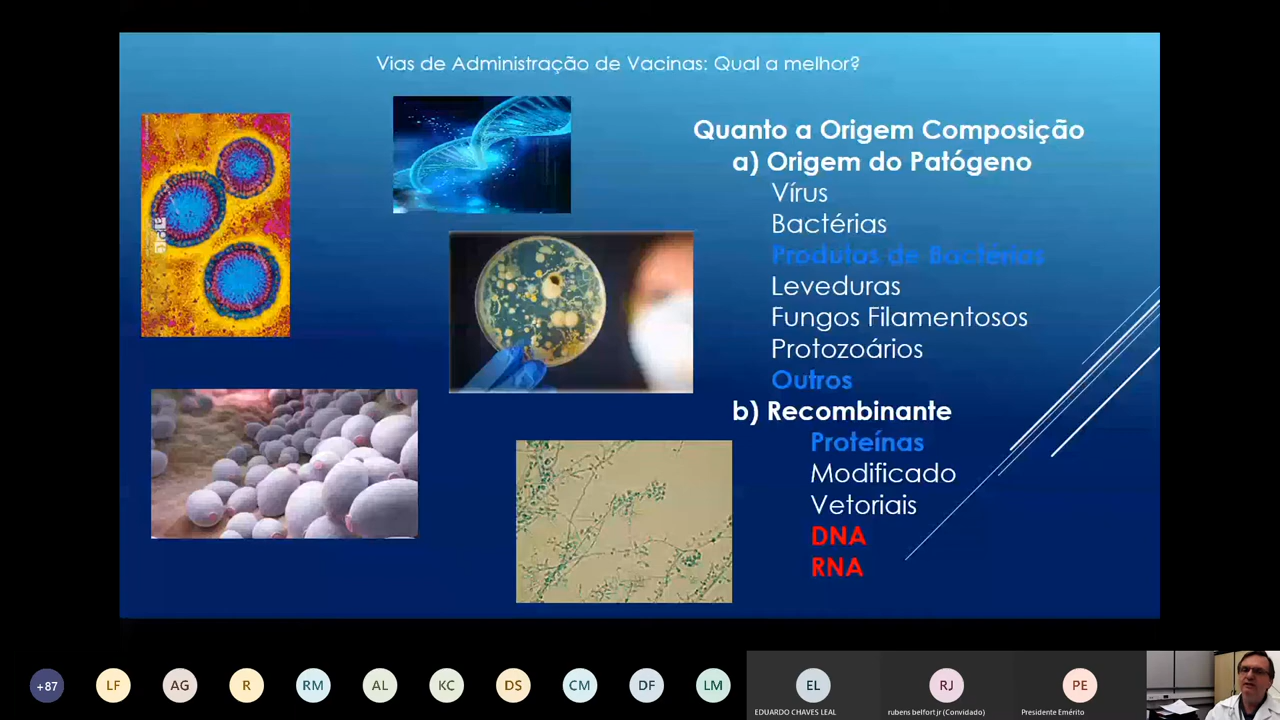 Vias de Administração de Vacinas: Qual a melhor?
Quanto a Origem Composição
a) Origem do Patógeno
Vírus
Bactérias
Produtos de Bactérias
Leveduras
Fungos Filamentosos
Protozoários
Outros
b) Recombinante
Proteínas
Modificado
Vetoriais
DNA
RNA
+87
LF
AG
R
RM
AL
KC
DS
CM
DF
LM
EL
RJ
PE
EDUARDO CHAVES LEAL
rubens belfort jr (Convidado)
Presidente Emérito